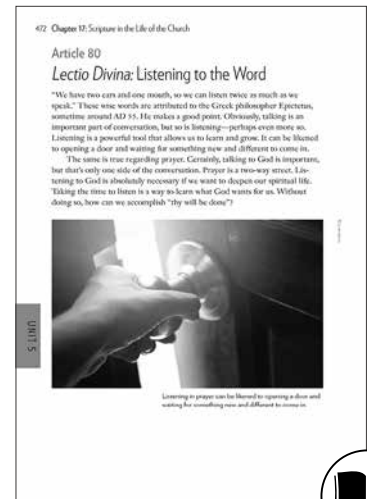 472 Chapter 17: Scripture in the Life of the Church
Article 80
Lectio Divina: Listening to the Word
"We have two ears and one mouth, so we can listen twice as much as we
speak." These wise words are attributed to the Greek philosopher Epictetus,
sometime around AD 55. He makes a good point. Obviously, talking is an
important part of conversation, but so is listening—perhaps even more so.
Listening is a powerful tool that allows us to learn and grow. It can be likened
to opening a door and waiting for something new and different to come in.
The same is true regarding prayer. Certainly, talking to God is important,
but that's only one side of the conversation. Prayer is a two-way street. Lis-
tening to God is absolutely necessary if we want to deepen our spiritual life.
Taking the time to listen is a way to learn what God wants for us. Without
doing so, how can we accomplish "thy will be done"?
UNIT 5
Listening in prayer can be likened to opening a door and
waiting for something new and different to come in.